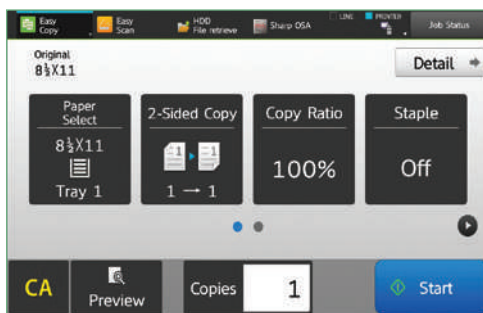 Easy Copy
Easy Scan
HDD File retrieve
Sharp OSA
LINE
PRINTER
Job Status
Original
8½X11
Detail
Paper Select
8½X11
Tray 1
2-Sided Copy
1 1
1 → 1
Copy Ratio
100%
Staple
Off
CA
Preview
Copies
1
Start